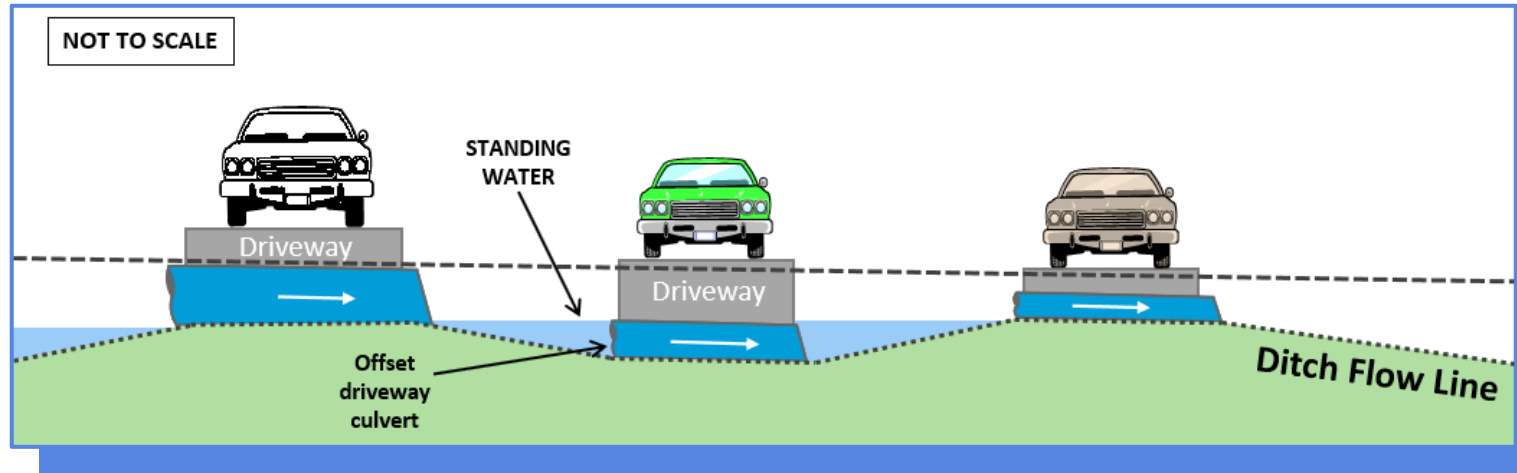 NOT TO SCALE
STANDING
WATER
Driveway
Driveway
Offset
driveway
culvert
Ditch Flow Line